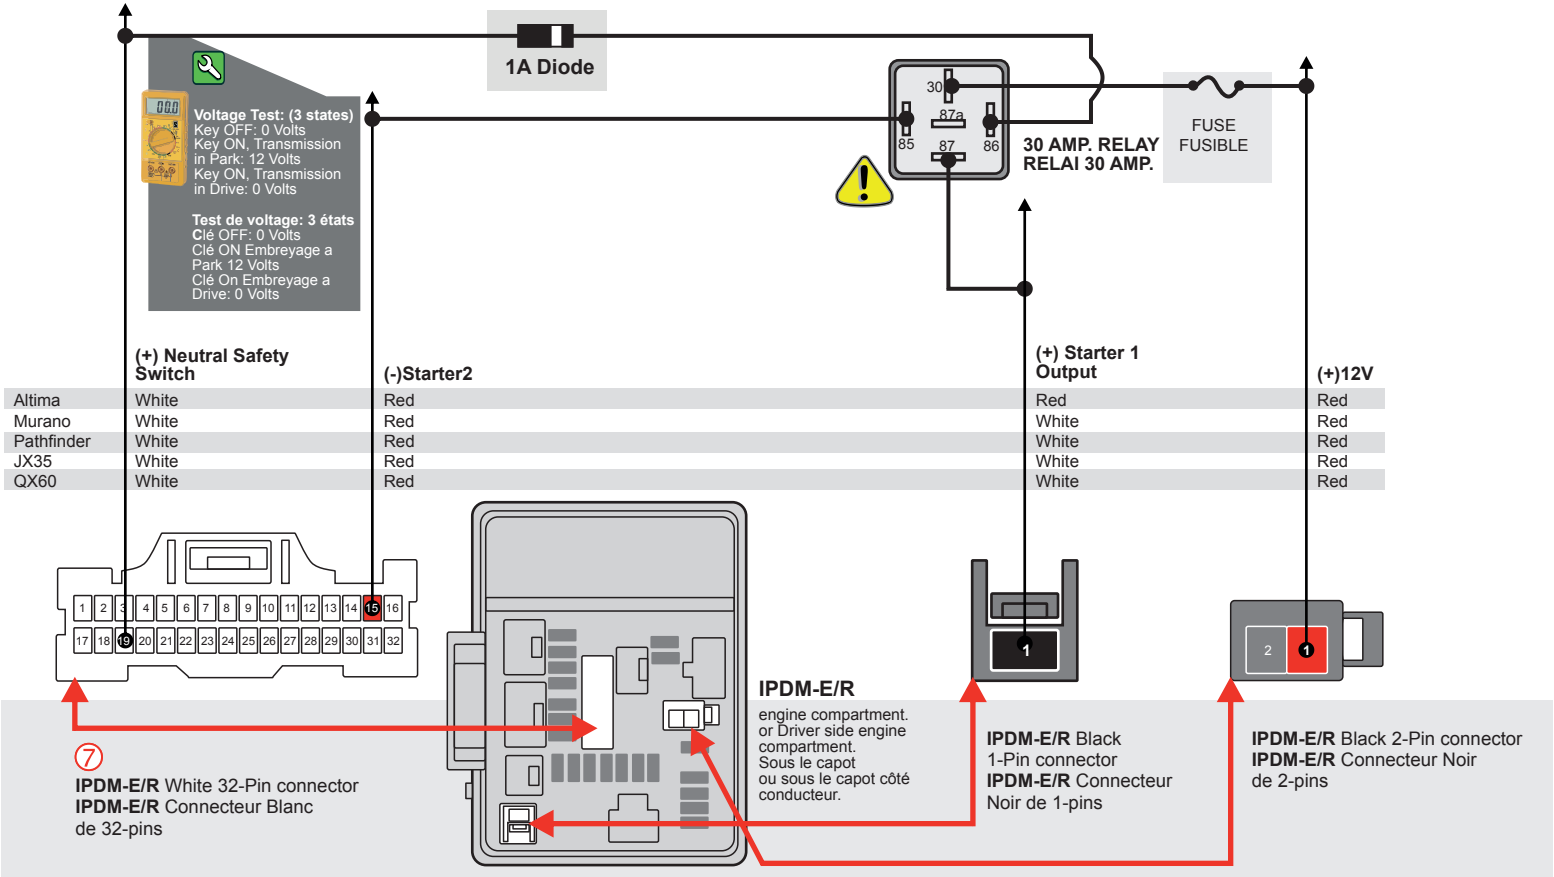 1A Diode
00.0
Voltage Test: (3 states)
Key OFF: 0 Volts
Key ON, Transmission
in Park: 12 Volts
Key ON, Transmission
in Drive: 0 Volts
Test de voltage: 3 états
Clé OFF: 0 Volts
Clé ON Embreyage a
Park 12 Volts
Clé On Embreyage a
Drive: 0 Volts
30
87a
85
87
86
30 AMP. RELAY
RELAI 30 AMP.
FUSE
FUSIBLE
(+) Neutral Safety
Switch
(-)Starter2
(+) Starter 1
Output
(+)12V
Altima White Red Red Red
Murano White Red White Red
Pathfinder White Red White Red
JX35 White Red White Red
QX60 White Red White Red
1 2 3 4 5 6 7 8 9 10 11 12 13 14 15 16
17 18 19 20 21 22 23 24 25 26 27 28 29 30 31 32
1
2 1
IPDM-E/R
engine compartment.
or Driver side engine
compartment.
Sous le capot
ou sous le capot côté
conducteur.
7
IPDM-E/R White 32-Pin connector
IPDM-E/R Connecteur Blanc
de 32-pins
IPDM-E/R Black
1-Pin connector
IPDM-E/R Connecteur
Noir de 1-pins
IPDM-E/R Black 2-Pin connector
IPDM-E/R Connecteur Noir
de 2-pins